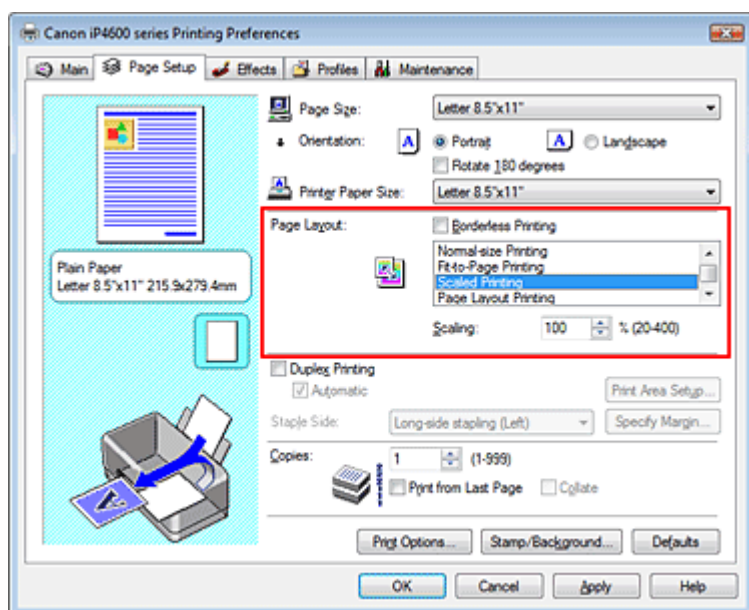 Canon iP4600 series Printing Preferences
Main Page Setup Effects Profiles Maintenance
Page Size: Letter 8.5"x11"
Orientation: A Portrait A Landscape
Rotate 180 degrees
Printer Paper Size: Letter 8.5"x11"
Page Layout: Borderless Printing
Normal-size Printing
Fit-to-Page Printing
Scaled Printing
Page Layout Printing
Scaling: 100 % (20-400)
Plain Paper
Letter 8.5"x11" 215.9x279.4mm
Duplex Printing
Automatic Print Area Setup...
Staple Side: Long-side stapling (Left) Specify Margin...
Copies: 1 (1-999)
Print from Last Page Collate
Print Options... Stamp/Background... Defaults
OK Cancel Apply Help